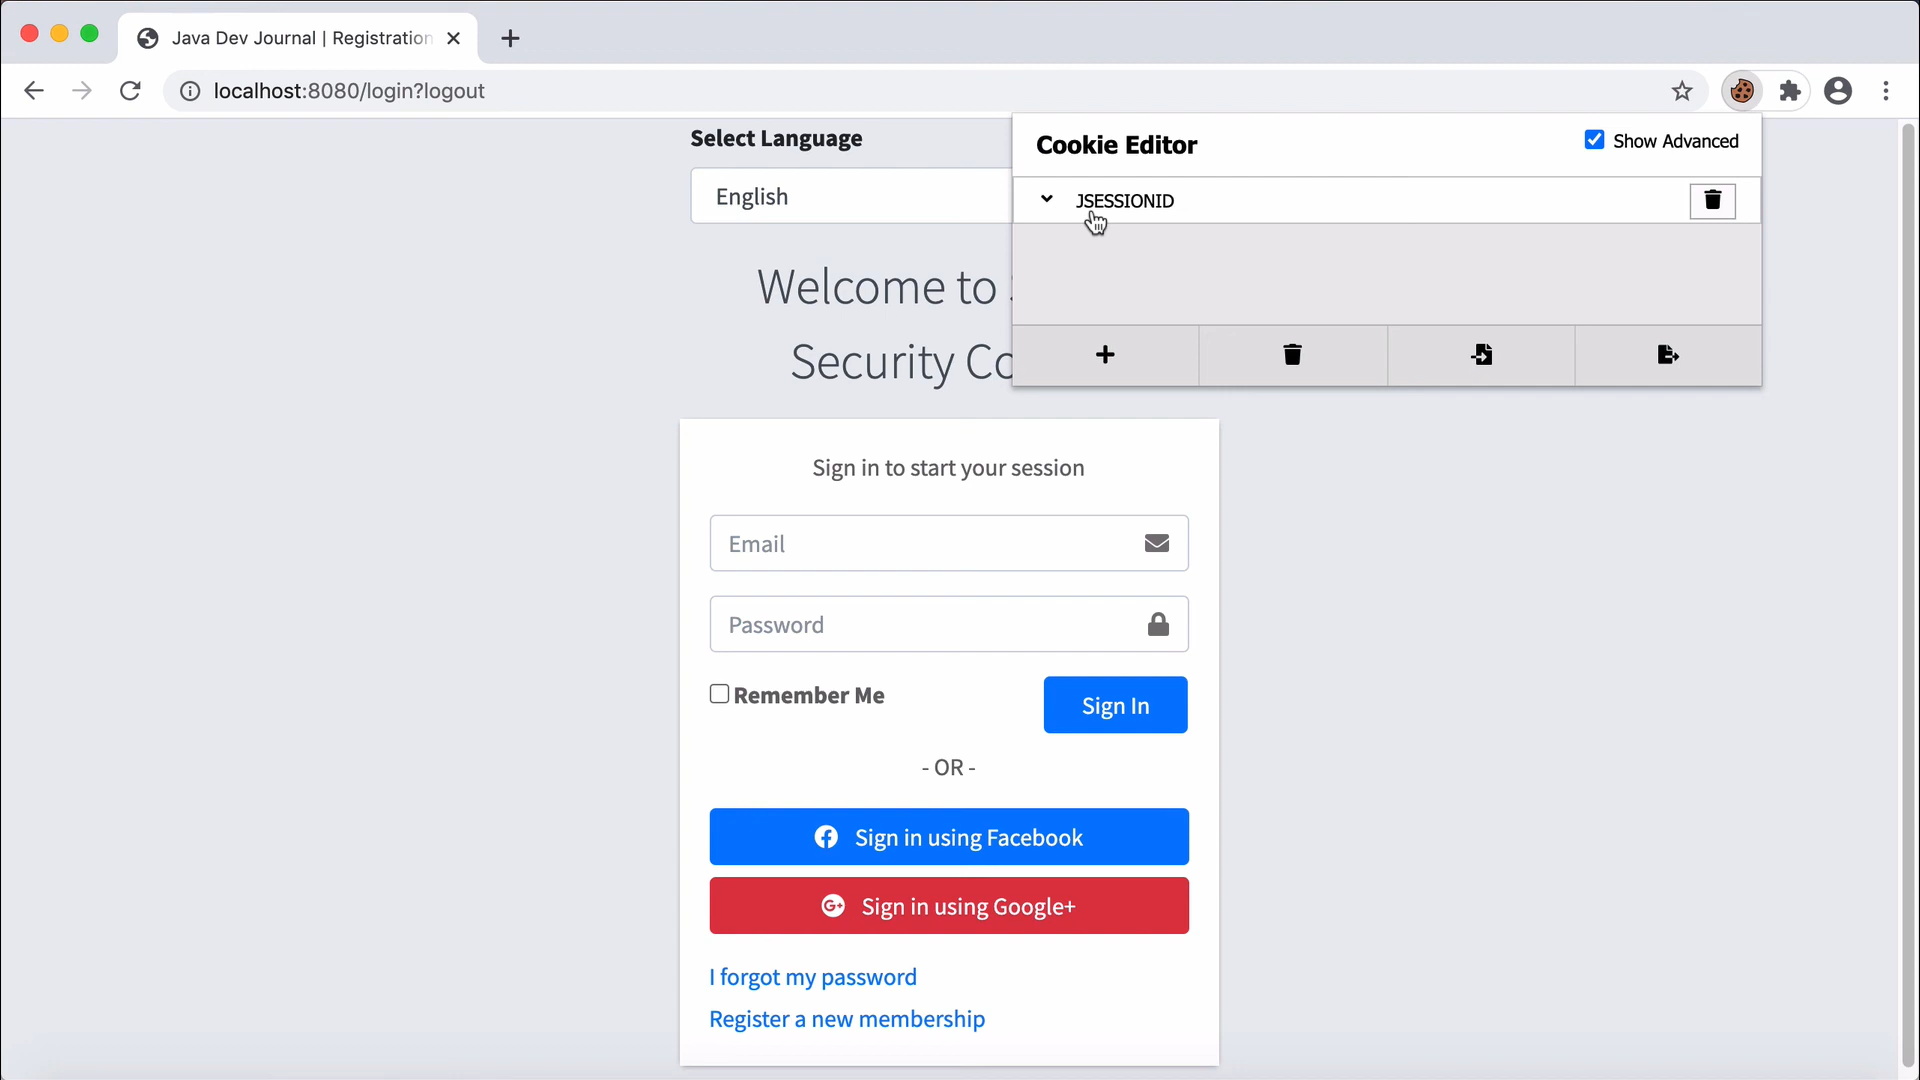 Java Dev Journal | Registration
localhost:8080/login?logout
Select Language
English
Cookie Editor
Show Advanced
JSESSIONID
Welcome to
Security Co
Sign in to start your session
Email
Password
Remember Me
Sign In
- OR -
Sign in using Facebook
G+ Sign in using Google+
I forgot my password
Register a new membership